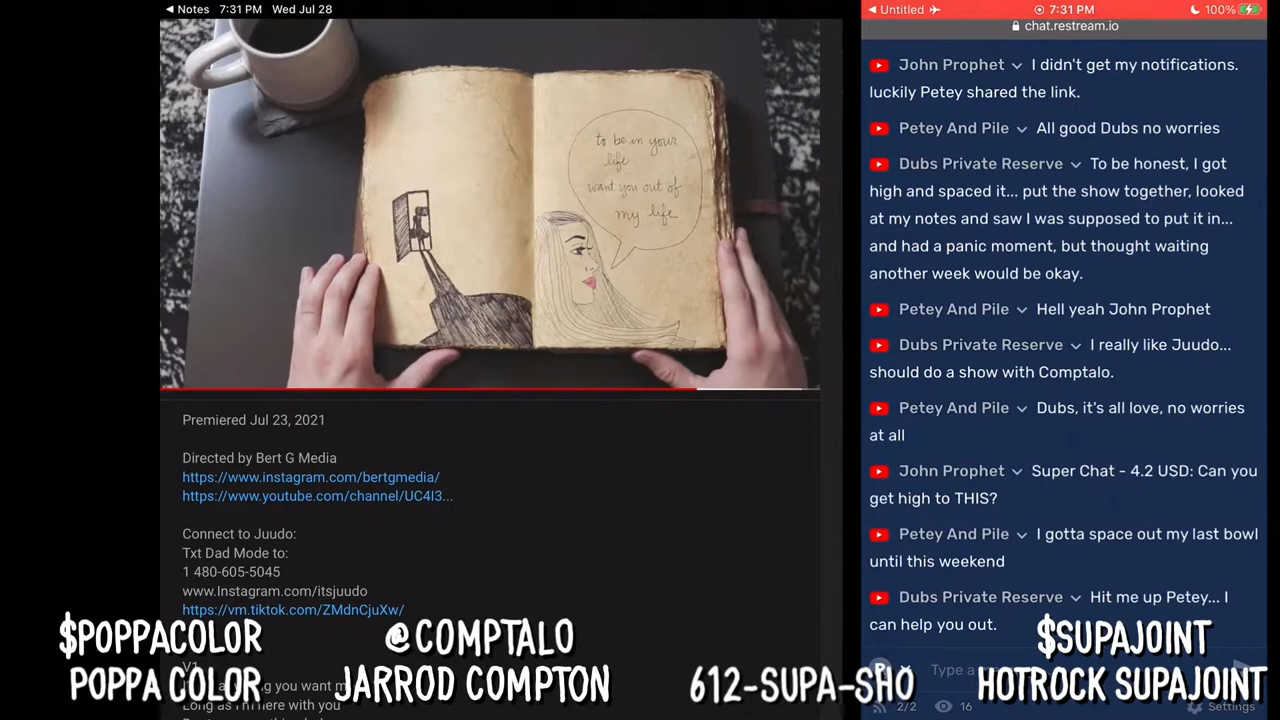 Notes 7:31 PM Wed Jul 28
to be in your
life
want you out of
my life
Premiered Jul 23, 2021
Directed by Bert G Media
https://www.instagram.com/bertgmedia/
https://www.youtube.com/channel/UC4I3...
Connect to Juudo:
Txt Dad Mode to:
1 480-605-5045
www.Instagram.com/itsjuudo
https://vm.tiktok.com/ZMdnCjuXw/
V1
you want m
Long as I'm here with you
Untitled 7:31 PM 100%
chat.restream.io
John Prophet I didn't get my notifications.
luckily Petey shared the link.
Petey And Pile All good Dubs no worries
Dubs Private Reserve To be honest, I got
high and spaced it... put the show together, looked
at my notes and saw I was supposed to put it in...
and had a panic moment, but thought waiting
another week would be okay.
Petey And Pile Hell yeah John Prophet
Dubs Private Reserve I really like Juudo...
should do a show with Comptalo.
Petey And Pile Dubs, it's all love, no worries
at all
John Prophet Super Chat - 4.2 USD: Can you
get high to THIS?
Petey And Pile I gotta space out my last bowl
until this weekend
Dubs Private Reserve Hit me up Petey... I
can help you out.
Type a me
2/2 16 Settings
$POPPACOLOR @COMPTALO $SUPAJOINT
POPPA COLOR JARROD COMPTON 612-SUPA-SHO HOTROCK SUPAJOINT